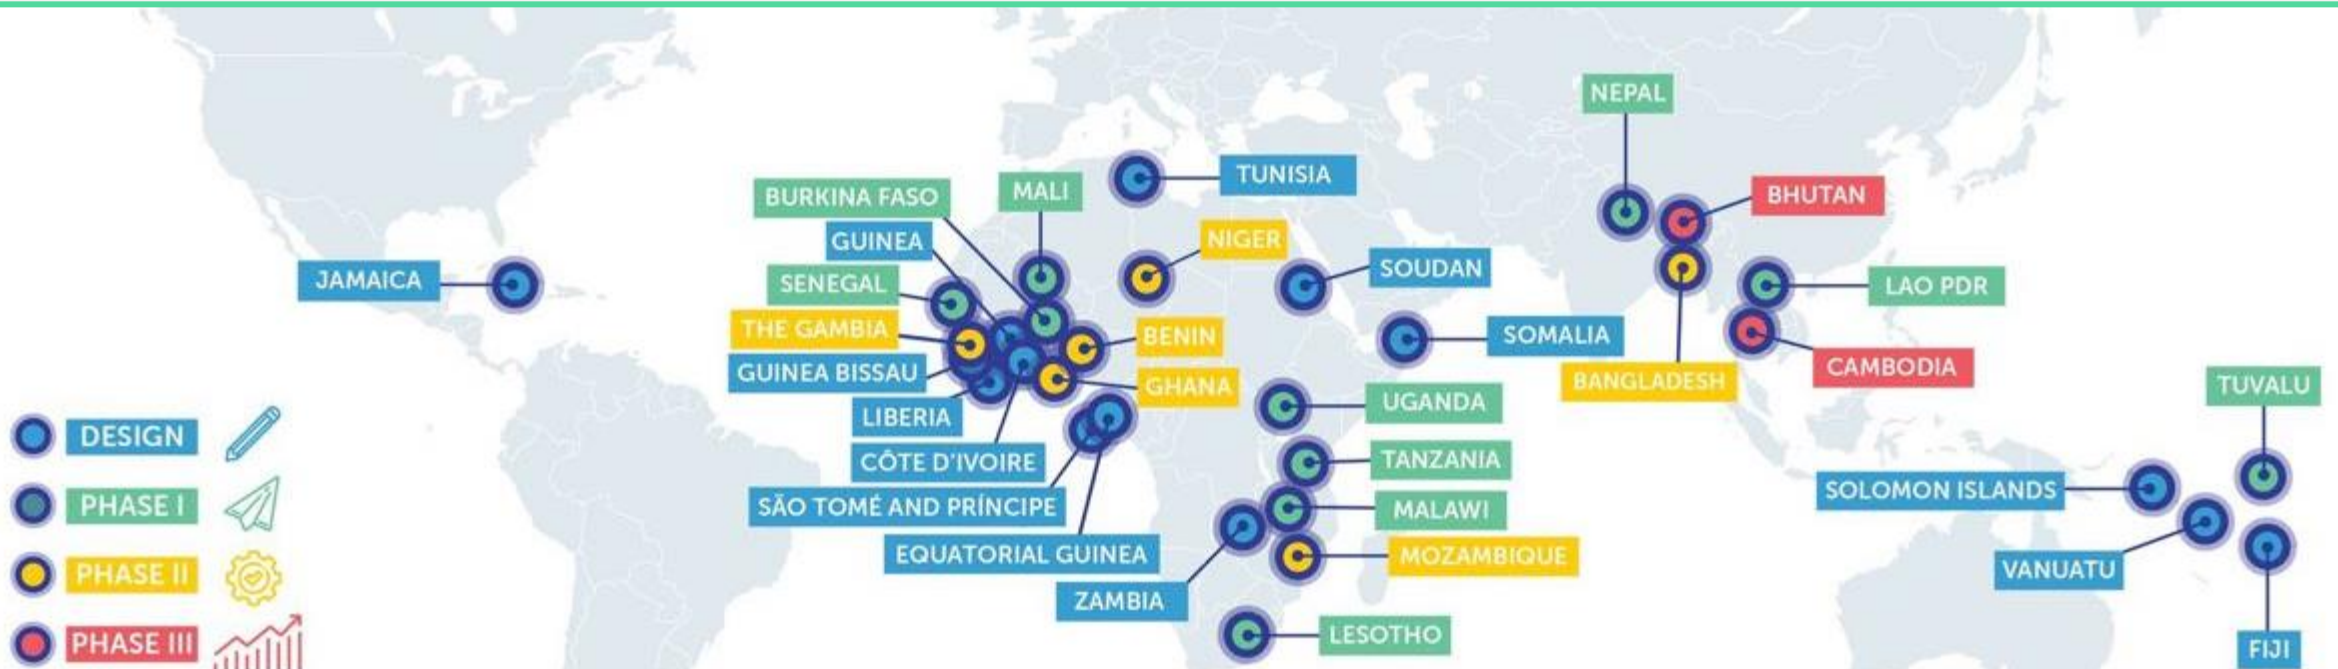 NEPAL
TUNISIA
BHUTAN
BURKINA FASO
MALI
GUINEA
NIGER
SOUDAN
SENEGAL
JAMAICA
LAO PDR
THE GAMBIA
BENIN
SOMALIA
GUINEA BISSAU
GHANA
BANGLADESH
CAMBODIA
TUVALU
LIBERIA
UGANDA
DESIGN
CÔTE D'IVOIRE
TANZANIA
SOLOMON ISLANDS
PHASE I
SÃO TOMÉ AND PRÍNCIPE
MALAWI
EQUATORIAL GUINEA
MOZAMBIQUE
VANUATU
PHASE II
ZAMBIA
LESOTHO
PHASE III
FIJI